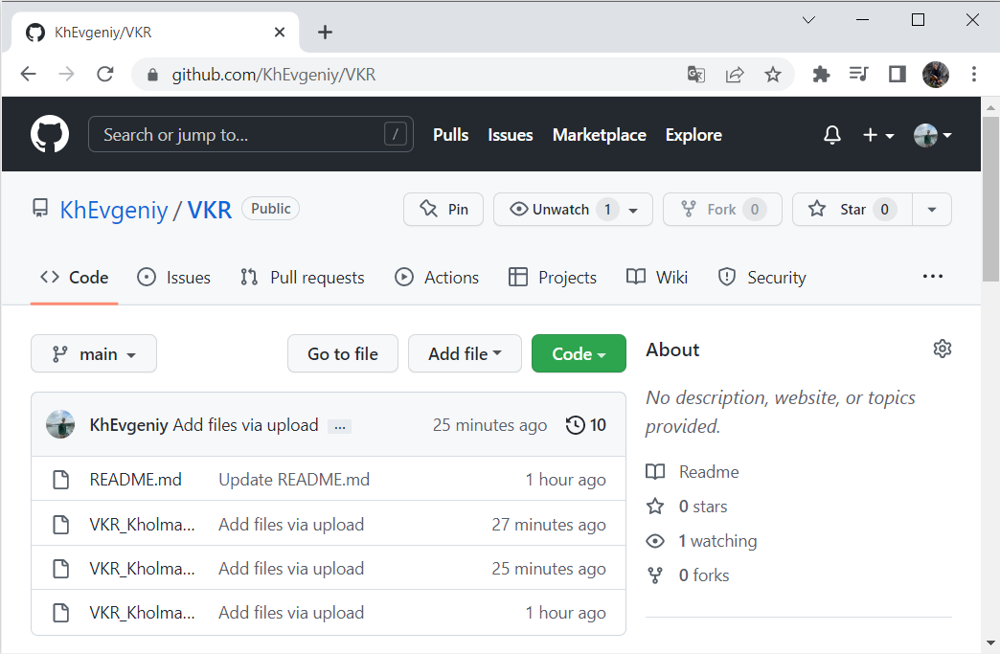 KhEvgeniy/VKR
github.com/KhEvgeniy/VKR
Search or jump to... / Pulls Issues Marketplace Explore
KhEvgeniy / VKR Public Pin Unwatch 1 Fork 0 Star 0
Code Issues Pull requests Actions Projects Wiki Security ...
main Go to file Add file Code
KhEvgeniy Add files via upload ... 25 minutes ago 10
README.md Update README.md 1 hour ago
VKR_Kholma... Add files via upload 27 minutes ago
VKR_Kholma... Add files via upload 25 minutes ago
VKR_Kholma... Add files via upload 1 hour ago
About
No description, website, or topics
provided.
Readme
0 stars
1 watching
0 forks